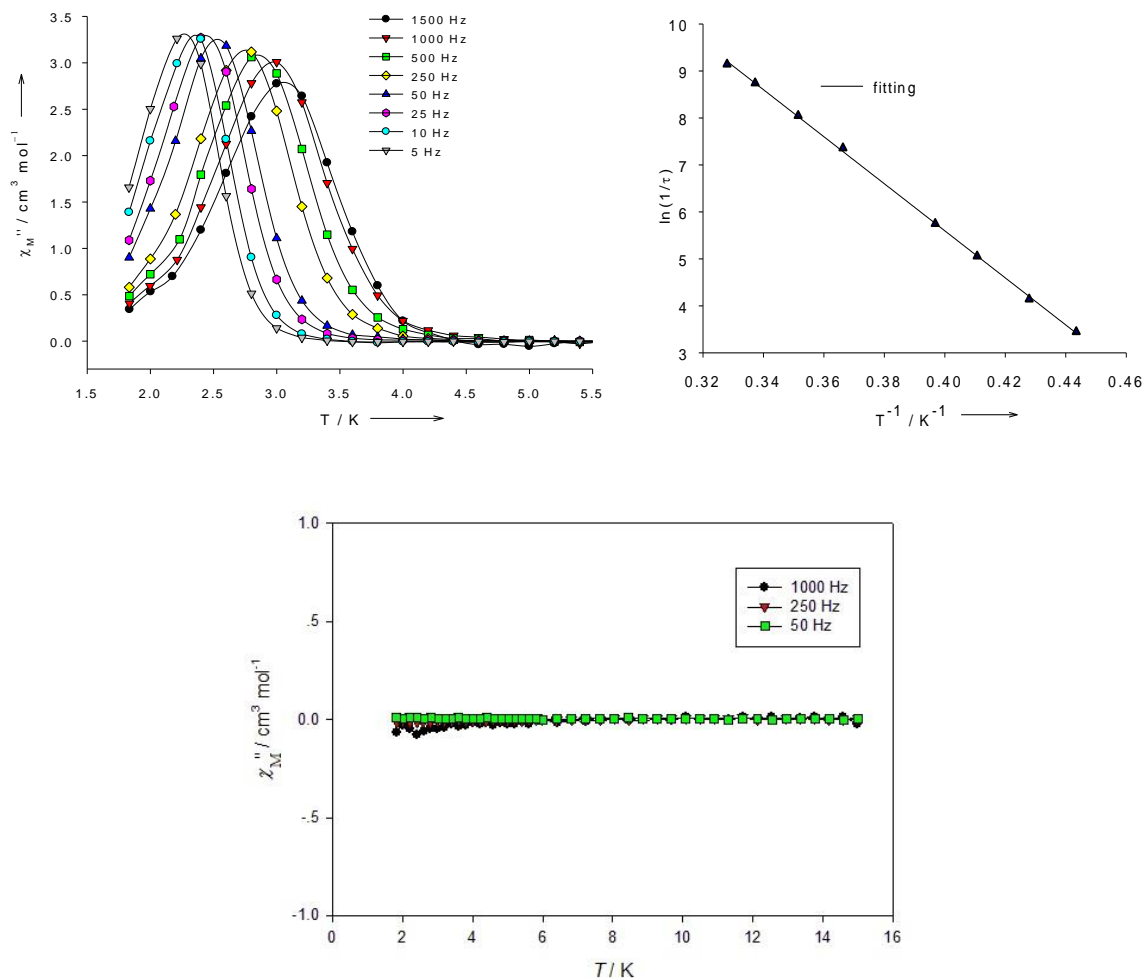 3.5
3.0
2.5
2.0
1.5
1.0
0.5
0.0
χM'' / cm³ mol⁻¹
1500 Hz
1000 Hz
500 Hz
250 Hz
50 Hz
25 Hz
10 Hz
5 Hz
1.5 2.0 2.5 3.0 3.5 4.0 4.5 5.0 5.5
T / K
9
8
7
6
5
4
3
ln(1/τ)
fitting
0.32 0.34 0.36 0.38 0.40 0.42 0.44 0.46
T⁻¹ / K⁻¹
1.0
.5
0.0
-.5
-1.0
χM'' / cm³ mol⁻¹
1000 Hz
250 Hz
50 Hz
0 2 4 6 8 10 12 14 16
T / K